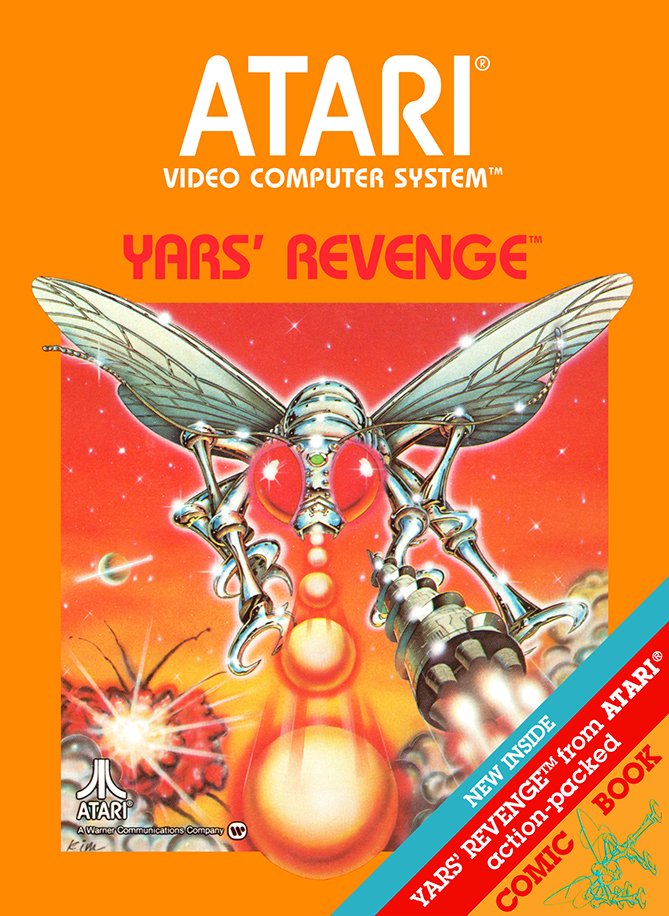 ATARI®
VIDEO COMPUTER SYSTEM™
YARS' REVENGE™
ATARI®
A Warner Communications Company
Kim
NEW INSIDE
YARS' REVENGE™ from ATARI®
action-packed
COMIC BOOK